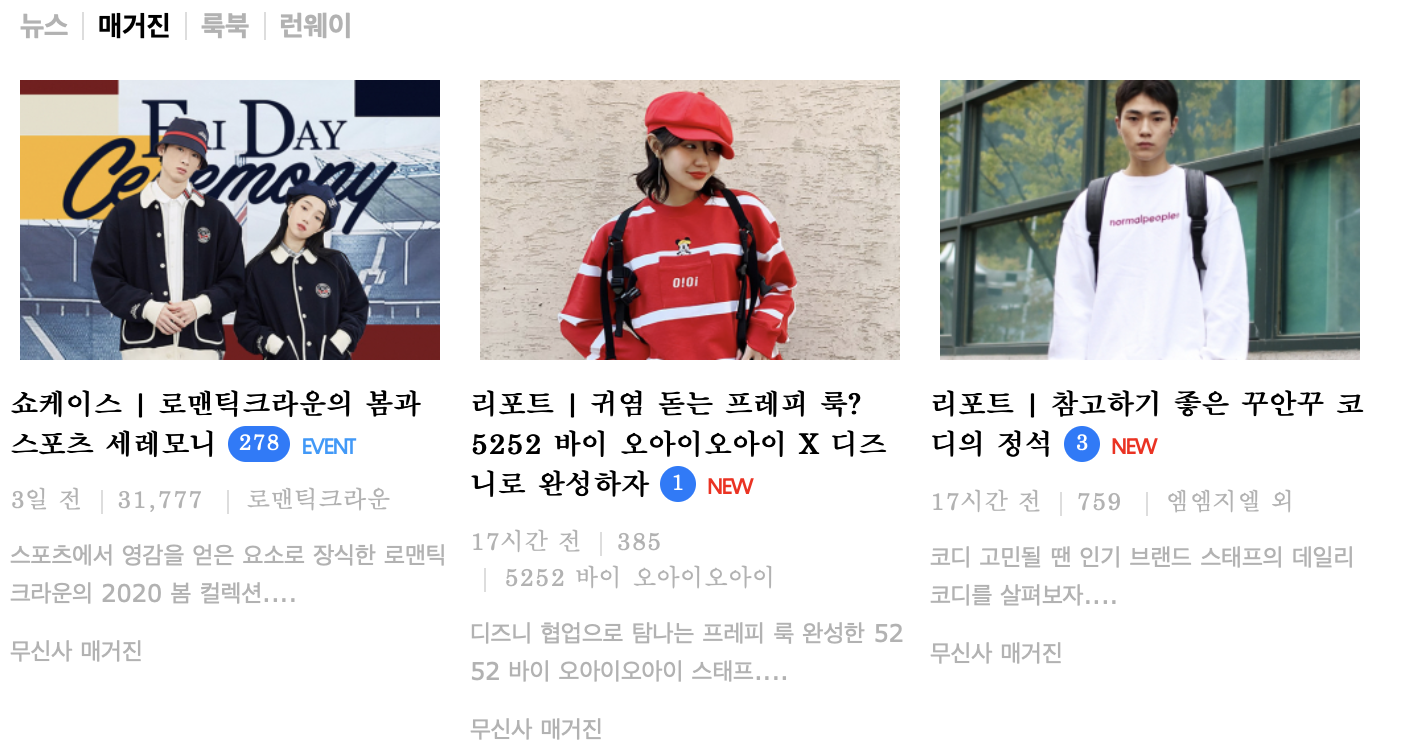 뉴스 | 매거진 | 룩북 | 런웨이
FRI DAY
Ceremony
O!Oi
normalpeople
쇼케이스 | 로맨틱크라운의 봄과
스포츠 세레모니 278 EVENT
3일 전 | 31,777 | 로맨틱크라운
스포츠에서 영감을 얻은 요소로 장식한 로맨틱
크라운의 2020 봄 컬렉션....
무신사 매거진
리포트 | 귀염 돋는 프레피 룩?
5252 바이 오아이오아이 X 디즈
니로 완성하자 1 NEW
17시간 전 | 385
| 5252 바이 오아이오아이
디즈니 협업으로 탐나는 프레피 룩 완성한 52
52 바이 오아이오아이 스태프....
무신사 매거진
리포트 | 참고하기 좋은 꾸안꾸 코
디의 정석 3 NEW
17시간 전 | 759 | 엠엠지엘 외
코디 고민될 땐 인기 브랜드 스태프의 데일리
코디를 살펴보자....
무신사 매거진